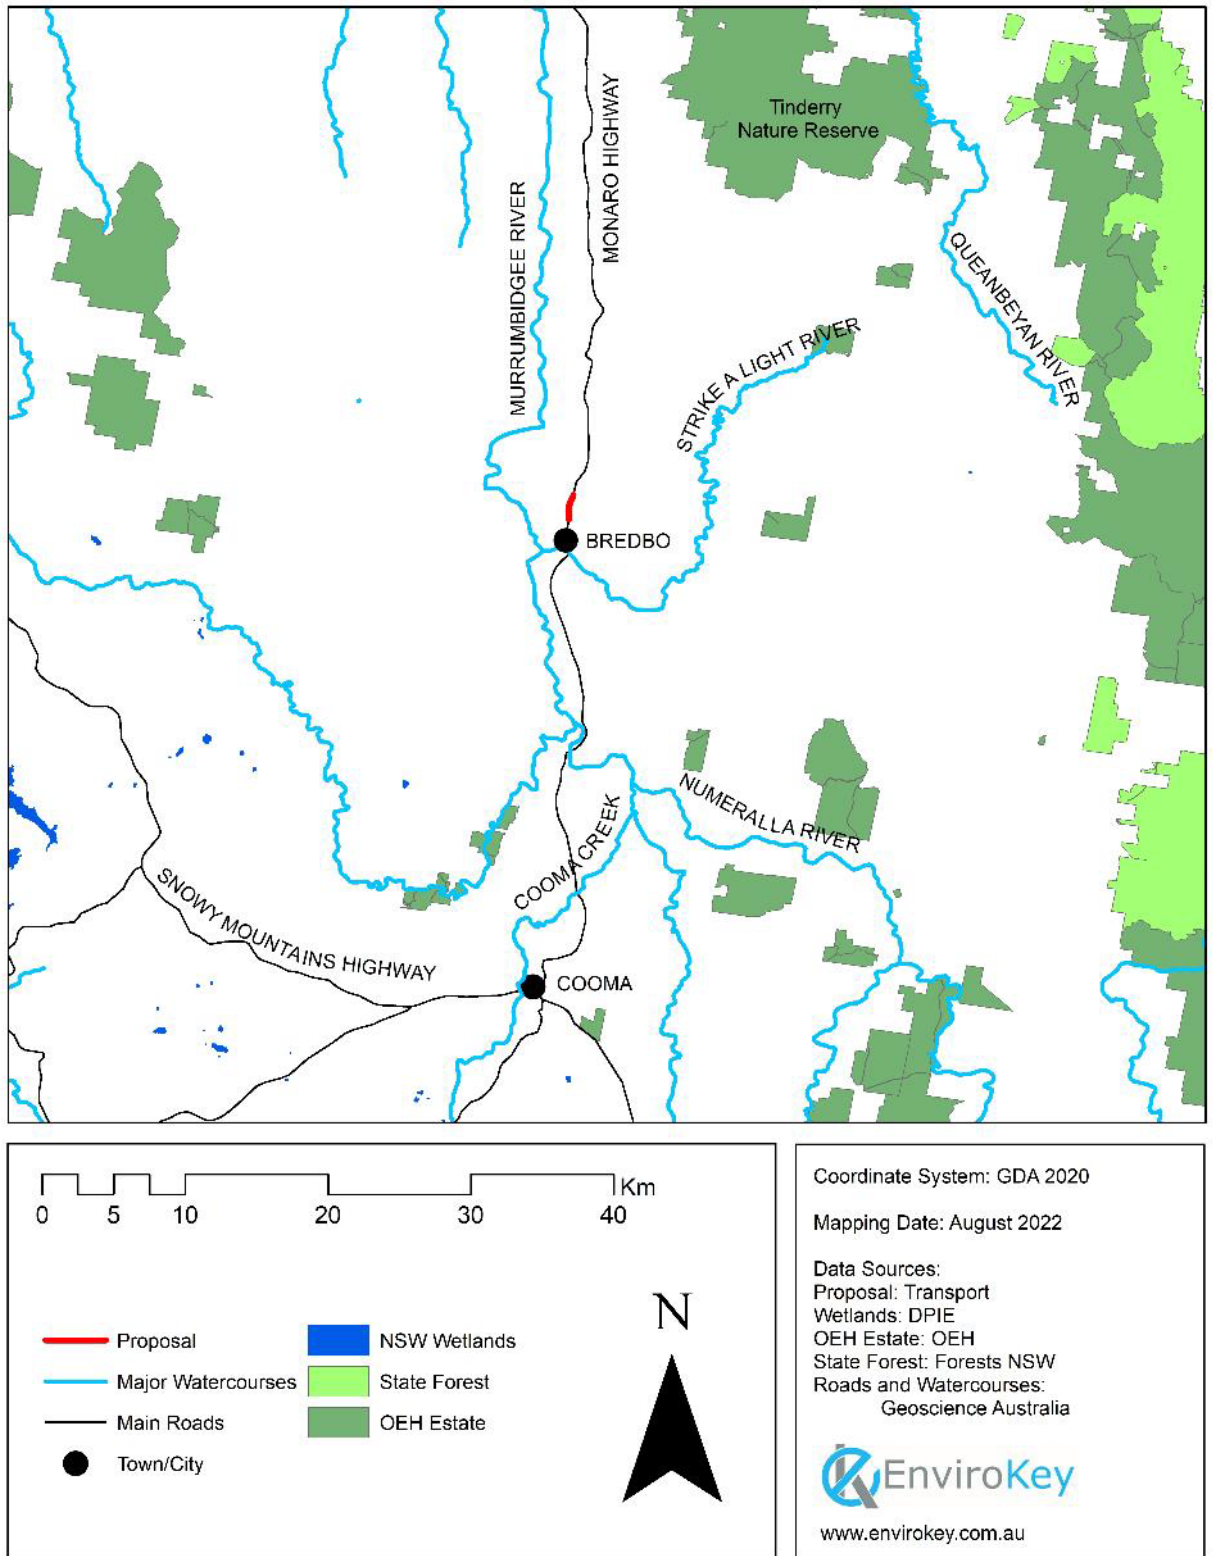 Tinderry
Nature Reserve
MONARO HIGHWAY
MURRUMBIDGEE RIVER
QUEANBEYAN RIVER
STRIKE A LIGHT RIVER
BREDBO
NUMERALLA RIVER
COOMA CREEK
SNOWY MOUNTAINS HIGHWAY
COOMA
Km
0 5 10 20 30 40
N
Proposal
Major Watercourses
Main Roads
Town/City
NSW Wetlands
State Forest
OEH Estate
Coordinate System: GDA 2020
Mapping Date: August 2022
Data Sources:
Proposal: Transport
Wetlands: DPIE
OEH Estate: OEH
State Forest: Forests NSW
Roads and Watercourses:
Geoscience Australia
EnviroKey
www.envirokey.com.au